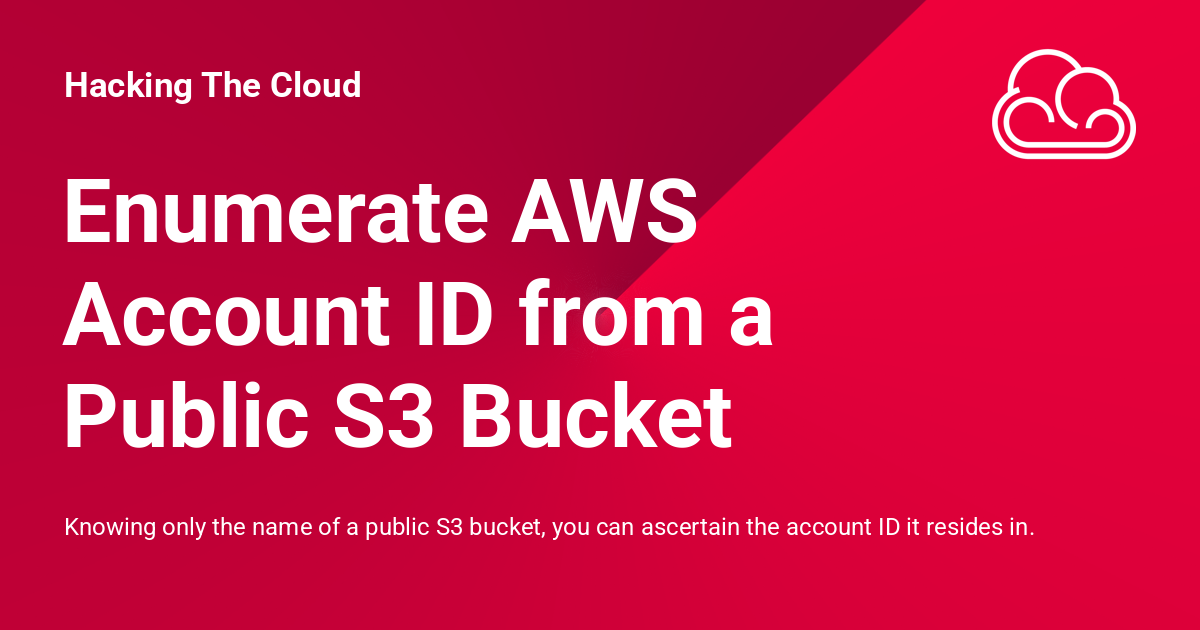 Hacking The Cloud
Enumerate AWS
Account ID from a
Public S3 Bucket
Knowing only the name of a public S3 bucket, you can ascertain the account ID it resides in.